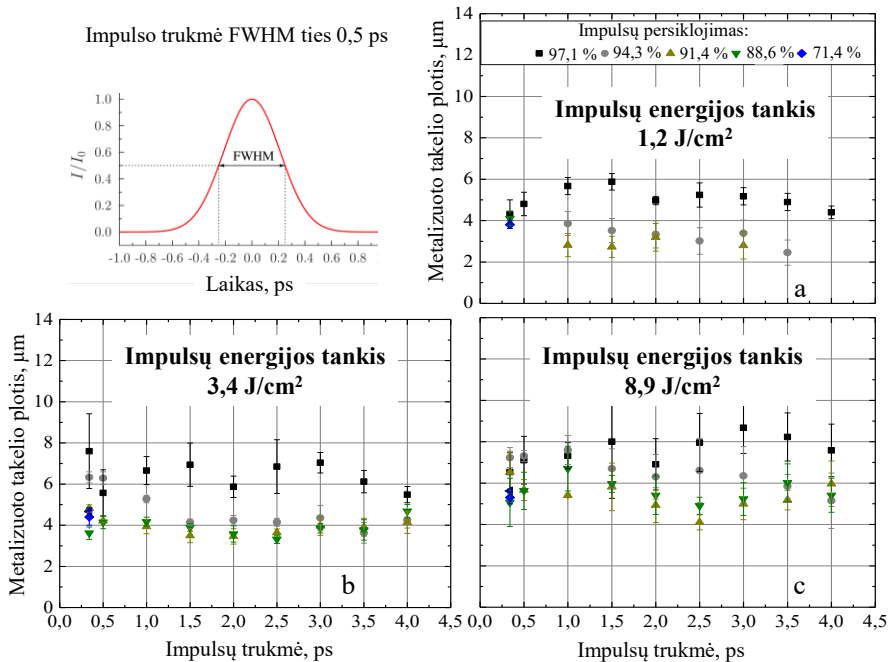 Impulso trukmė FWHM ties 0,5 ps
I/I0
1.0
0.8
0.6
0.4
0.2
0.0
FWHM
-1.0 -0.8 -0.6 -0.4 -0.2 0.0 0.2 0.4 0.6 0.8
Laikas, ps
Metalizuoto takelio plotis, µm
14
12
10
8
6
4
2
0
Impulsų persiklojimas:
97,1 % 94,3 % 91,4 % 88,6 % 71,4 %
Impulsų energijos tankis
1,2 J/cm²
a
Metalizuoto takelio plotis, µm
14
12
10
8
6
4
2
0
Impulsų energijos tankis
3,4 J/cm²
b
0,0 0,5 1,0 1,5 2,0 2,5 3,0 3,5 4,0 4,5
Impulsų trukmė, ps
Impulsų energijos tankis
8,9 J/cm²
c
0,5 1,0 1,5 2,0 2,5 3,0 3,5 4,0 4,5
Impulsų trukmė, ps